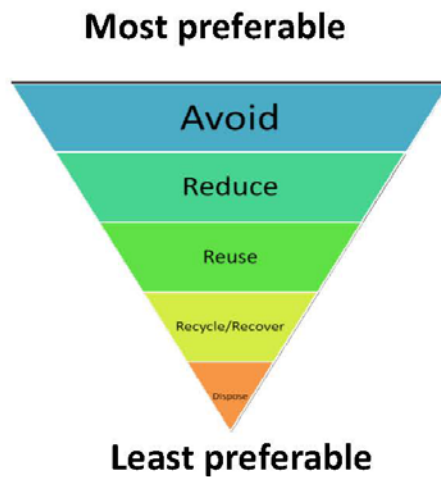 Most preferable
Avoid
Reduce
Reuse
Recycle/Recover
Dispose
Least preferable